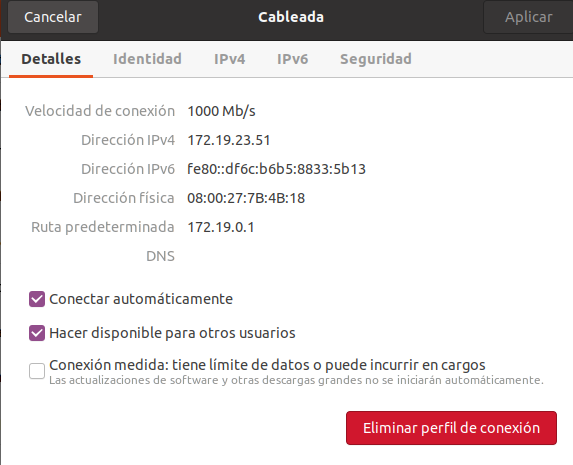 Cancelar
Cableada
Aplicar
Detalles
Identidad
IPv4
IPv6
Seguridad
Velocidad de conexión 1000 Mb/s
Dirección IPv4 172.19.23.51
Dirección IPv6 fe80::df6c:b6b5:8833:5b13
Dirección física 08:00:27:7B:4B:18
Ruta predeterminada 172.19.0.1
DNS
Conectar automáticamente
Hacer disponible para otros usuarios
Conexión medida: tiene límite de datos o puede incurrir en cargos
Las actualizaciones de software y otras descargas grandes no se iniciarán automáticamente.
Eliminar perfil de conexión